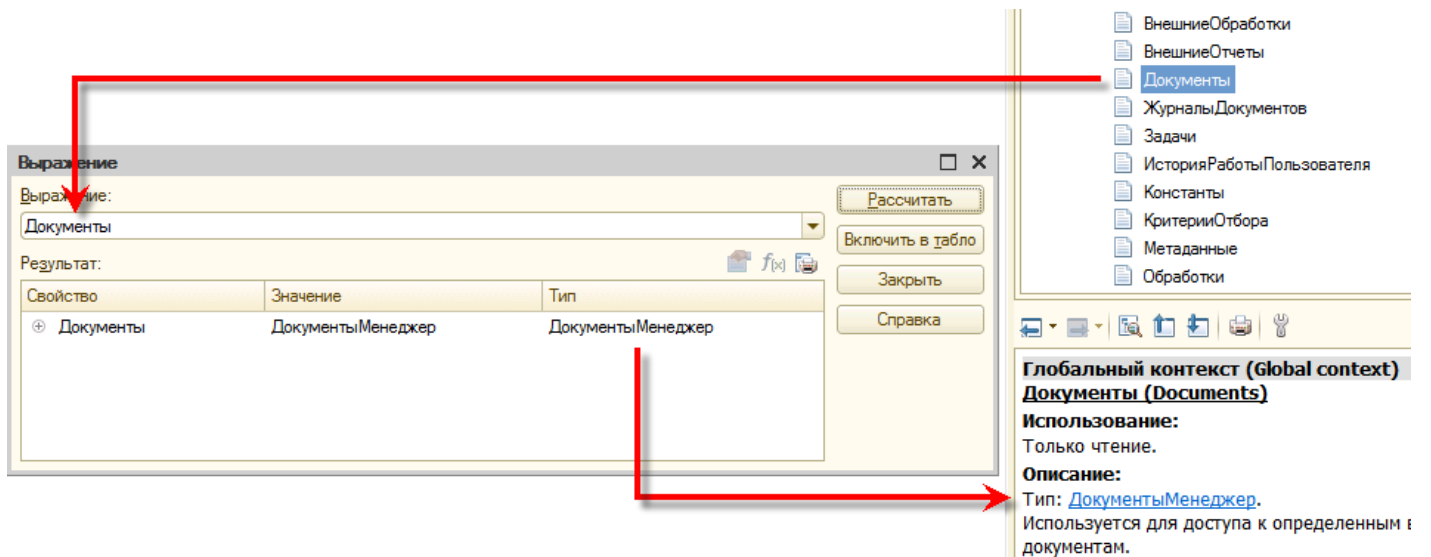 ВнешниеОбработки
ВнешниеОтчеты
Документы
ЖурналыДокументов
Задачи
ИсторияРаботыПользователя
Константы
КритерииОтбора
Метаданные
Обработки
Выражение
Выражение:
Документы
Рассчитать
Включить в табло
Закрыть
Справка
Результат:
Свойство Значение Тип
Документы ДокументыМенеджер ДокументыМенеджер
Глобальный контекст (Global context)
Документы (Documents)
Использование:
Только чтение.
Описание:
Тип: ДокументыМенеджер.
Используется для доступа к определенным
документам.